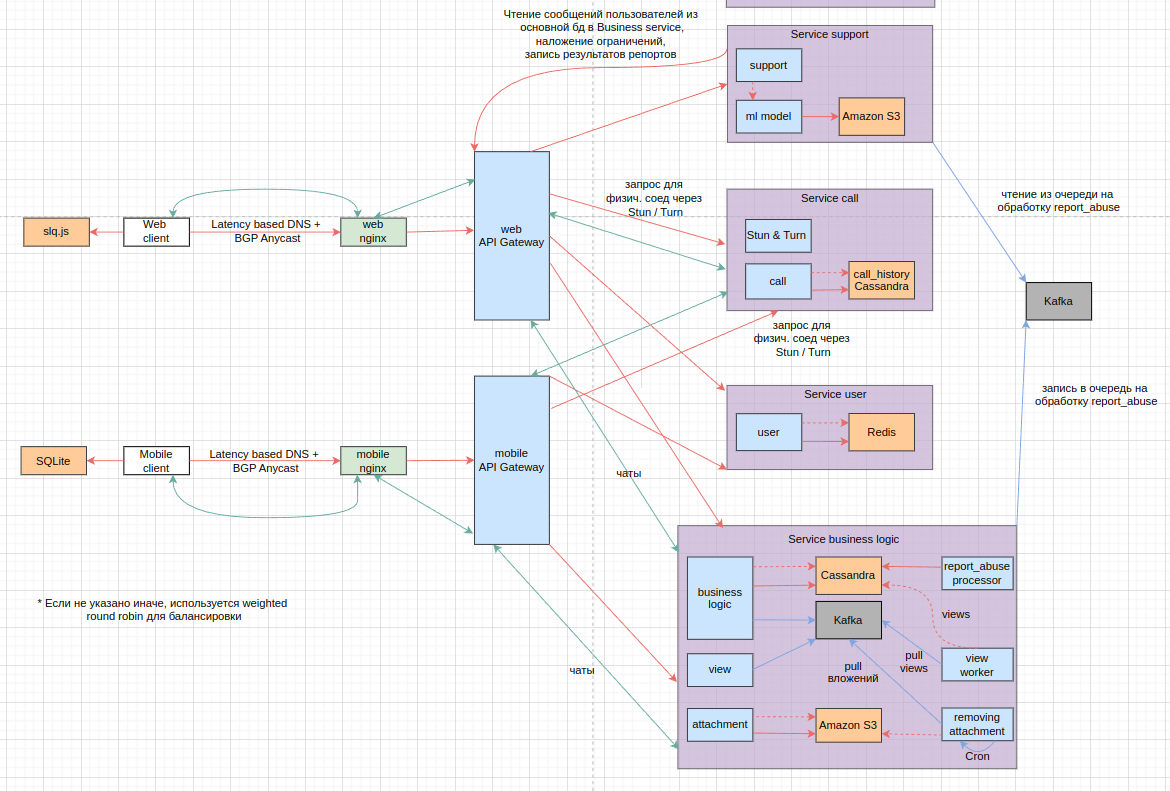 Чтение сообщений пользователей из
основной бд в Business service,
наложение ограничений,
запись результатов репортов
Service support
support
ml model
Amazon S3
запрос для
физич. соед через
Stun / Turn
Service call
Stun & Turn
call
call_history
Cassandra
чтение из очереди на
обработку report_abuse
Kafka
slq.js
Web
client
Latency based DNS +
BGP Anycast
web
nginx
web
API Gateway
запрос для
физич. соед через
Stun / Turn
запись в очередь на
обработку report_abuse
Service user
user
Redis
SQLite
Mobile
client
Latency based DNS +
BGP Anycast
mobile
nginx
mobile
API Gateway
чаты
Service business logic
business
logic
Cassandra
report_abuse
processor
Kafka
views
view
pull
вложений
pull
views
view
worker
attachment
Amazon S3
removing
attachment
Cron
чаты
* Если не указано иначе, используется weighted
round robin для балансировки